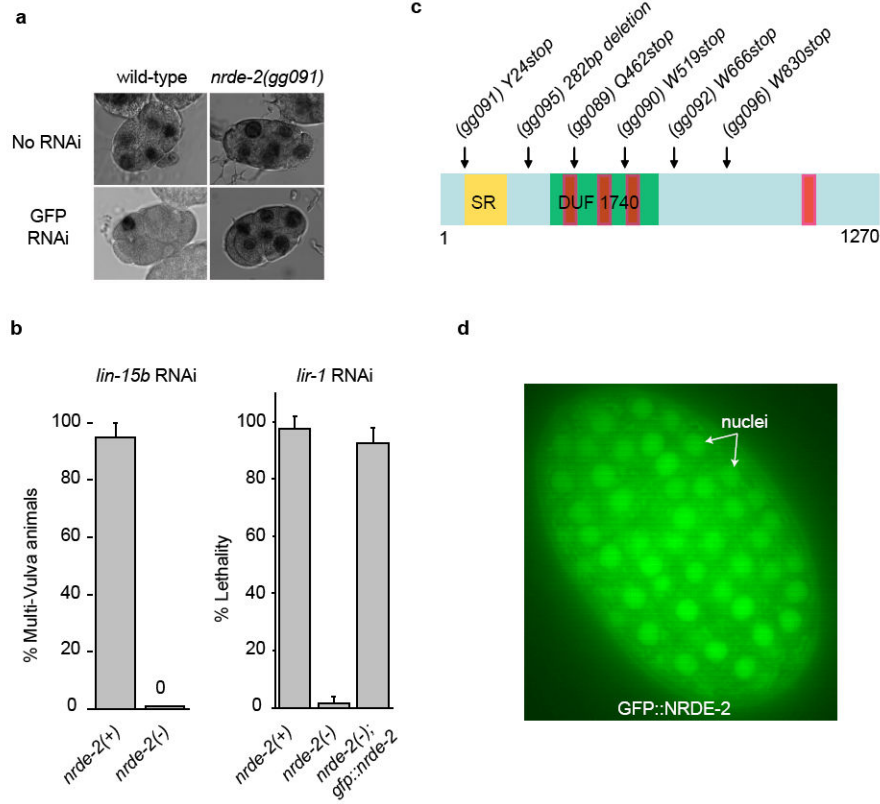 a
wild-type nrde-2(gg091)
No RNAi
GFP
RNAi
b
lin-15b RNAi
% Multi-Vulva animals
100
80
60
40
20
0
0
nrde-2(+)
nrde-2(-)
lir-1 RNAi
% Lethality
100
80
60
40
20
0
nrde-2(+)
nrde-2(-)
nrde-2(-);
gfp::nrde-2
c
(gg091) Y24stop
(gg095) 282bp deletion
(gg089) Q462stop
(gg090) W519stop
(gg092) W666stop
(gg096) W830stop
SR
DUF 1740
1
1270
d
nuclei
GFP::NRDE-2